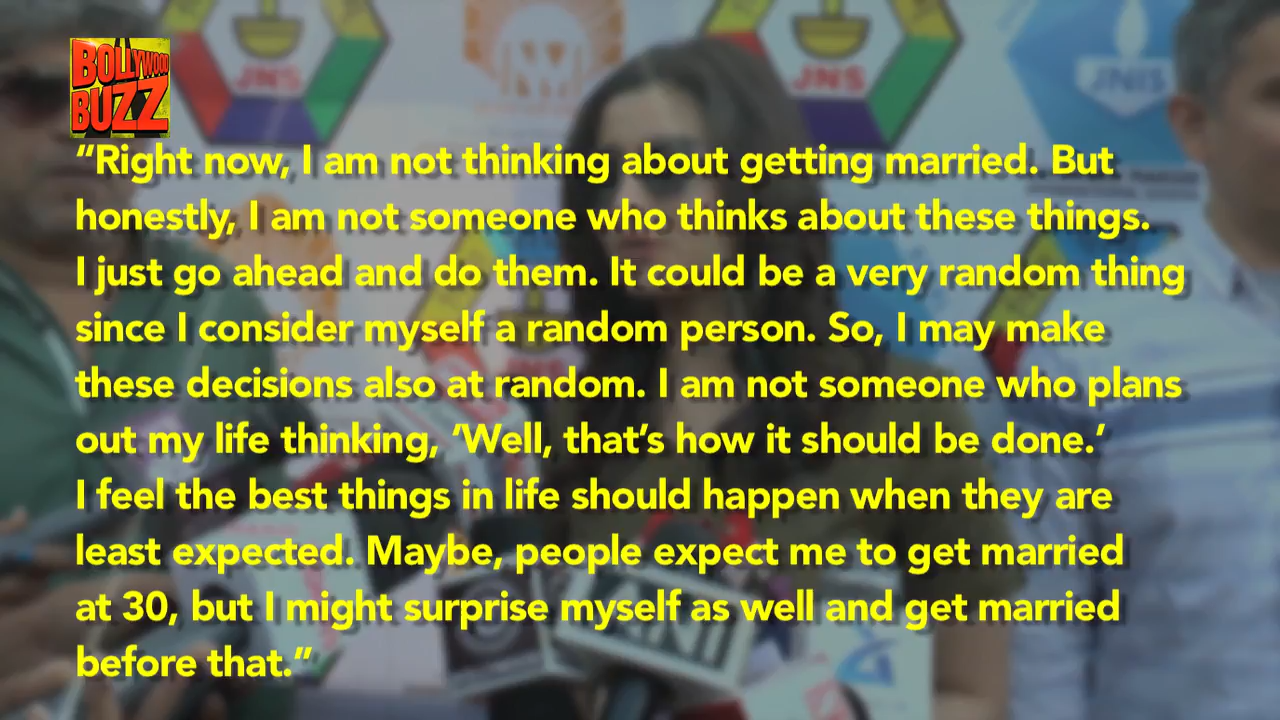 JNS
JNS
JNIS
BOLLYWOOD
BUZZ
“Right now, I am not thinking about getting married. But
honestly, I am not someone who thinks about these things.
I just go ahead and do them. It could be a very random thing
since I consider myself a random person. So, I may make
these decisions also at random. I am not someone who plans
out my life thinking, ‘Well, that’s how it should be done.’
I feel the best things in life should happen when they are
least expected. Maybe, people expect me to get married
at 30, but I might surprise myself as well and get married
before that.”